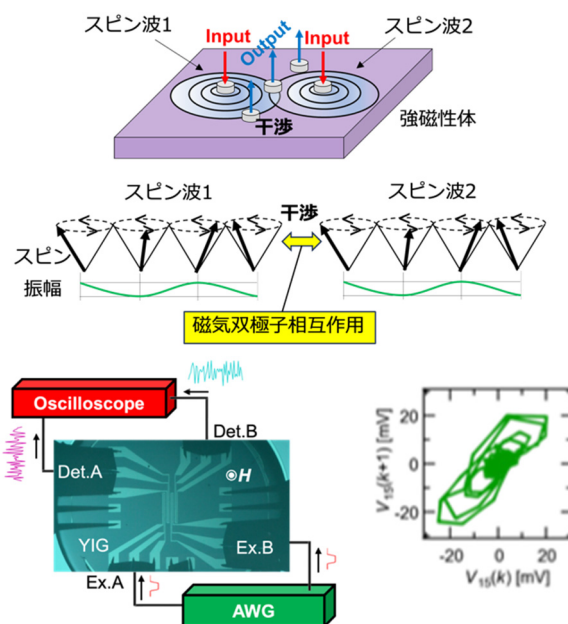 スピン波1
スピン波2
Input
Output
Input
干渉
強磁性体
スピン波1
干渉
スピン波2
スピン
振幅
磁気双極子相互作用
Oscilloscope
Det.B
Det.A
H
YIG
Ex.B
Ex.A
AWG
V15(k+1) [mV]
20
0
-20
-20
0
20
V15(k) [mV]